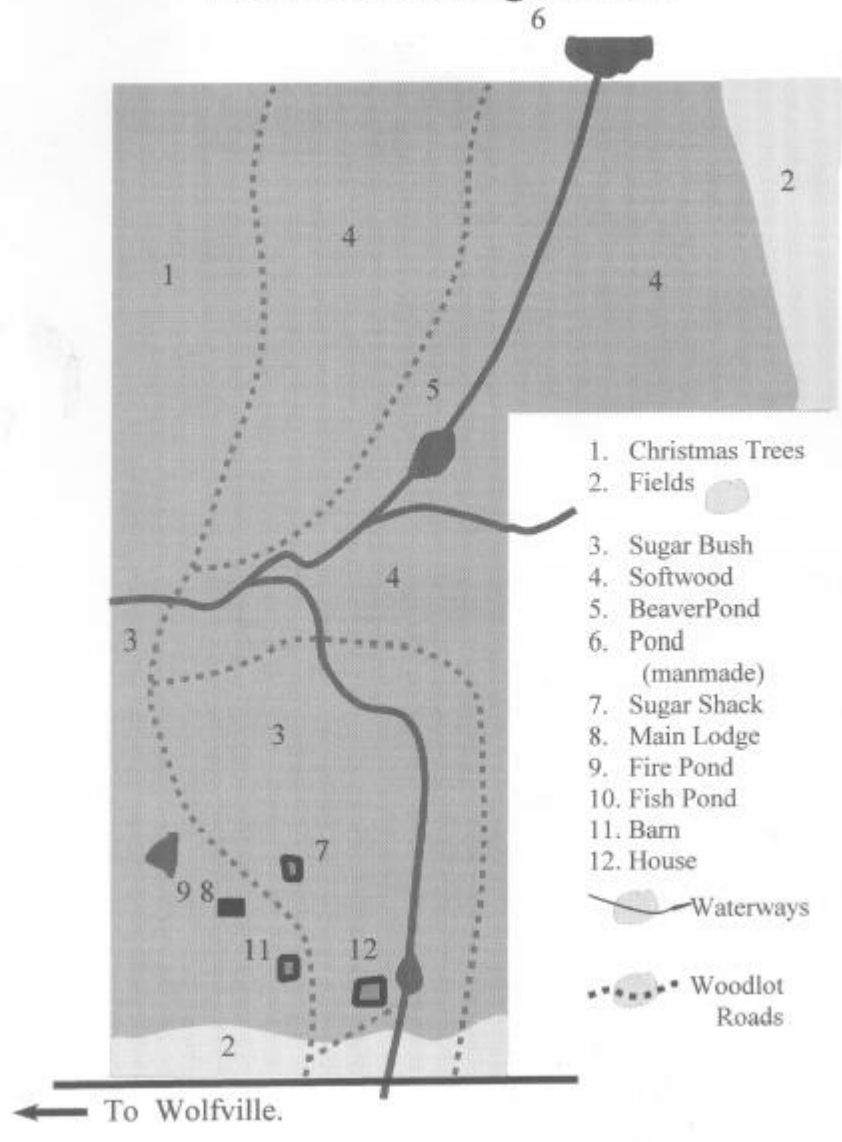 6
2
4
1
4
5
1. Christmas Trees
2. Fields
3. Sugar Bush
4. Softwood
5. BeaverPond
6. Pond
(manmade)
7. Sugar Shack
8. Main Lodge
9. Fire Pond
10. Fish Pond
11. Barn
12. House
Waterways
Woodlot
Roads
4
3
3
7
9 8
11
12
2
To Wolfville.